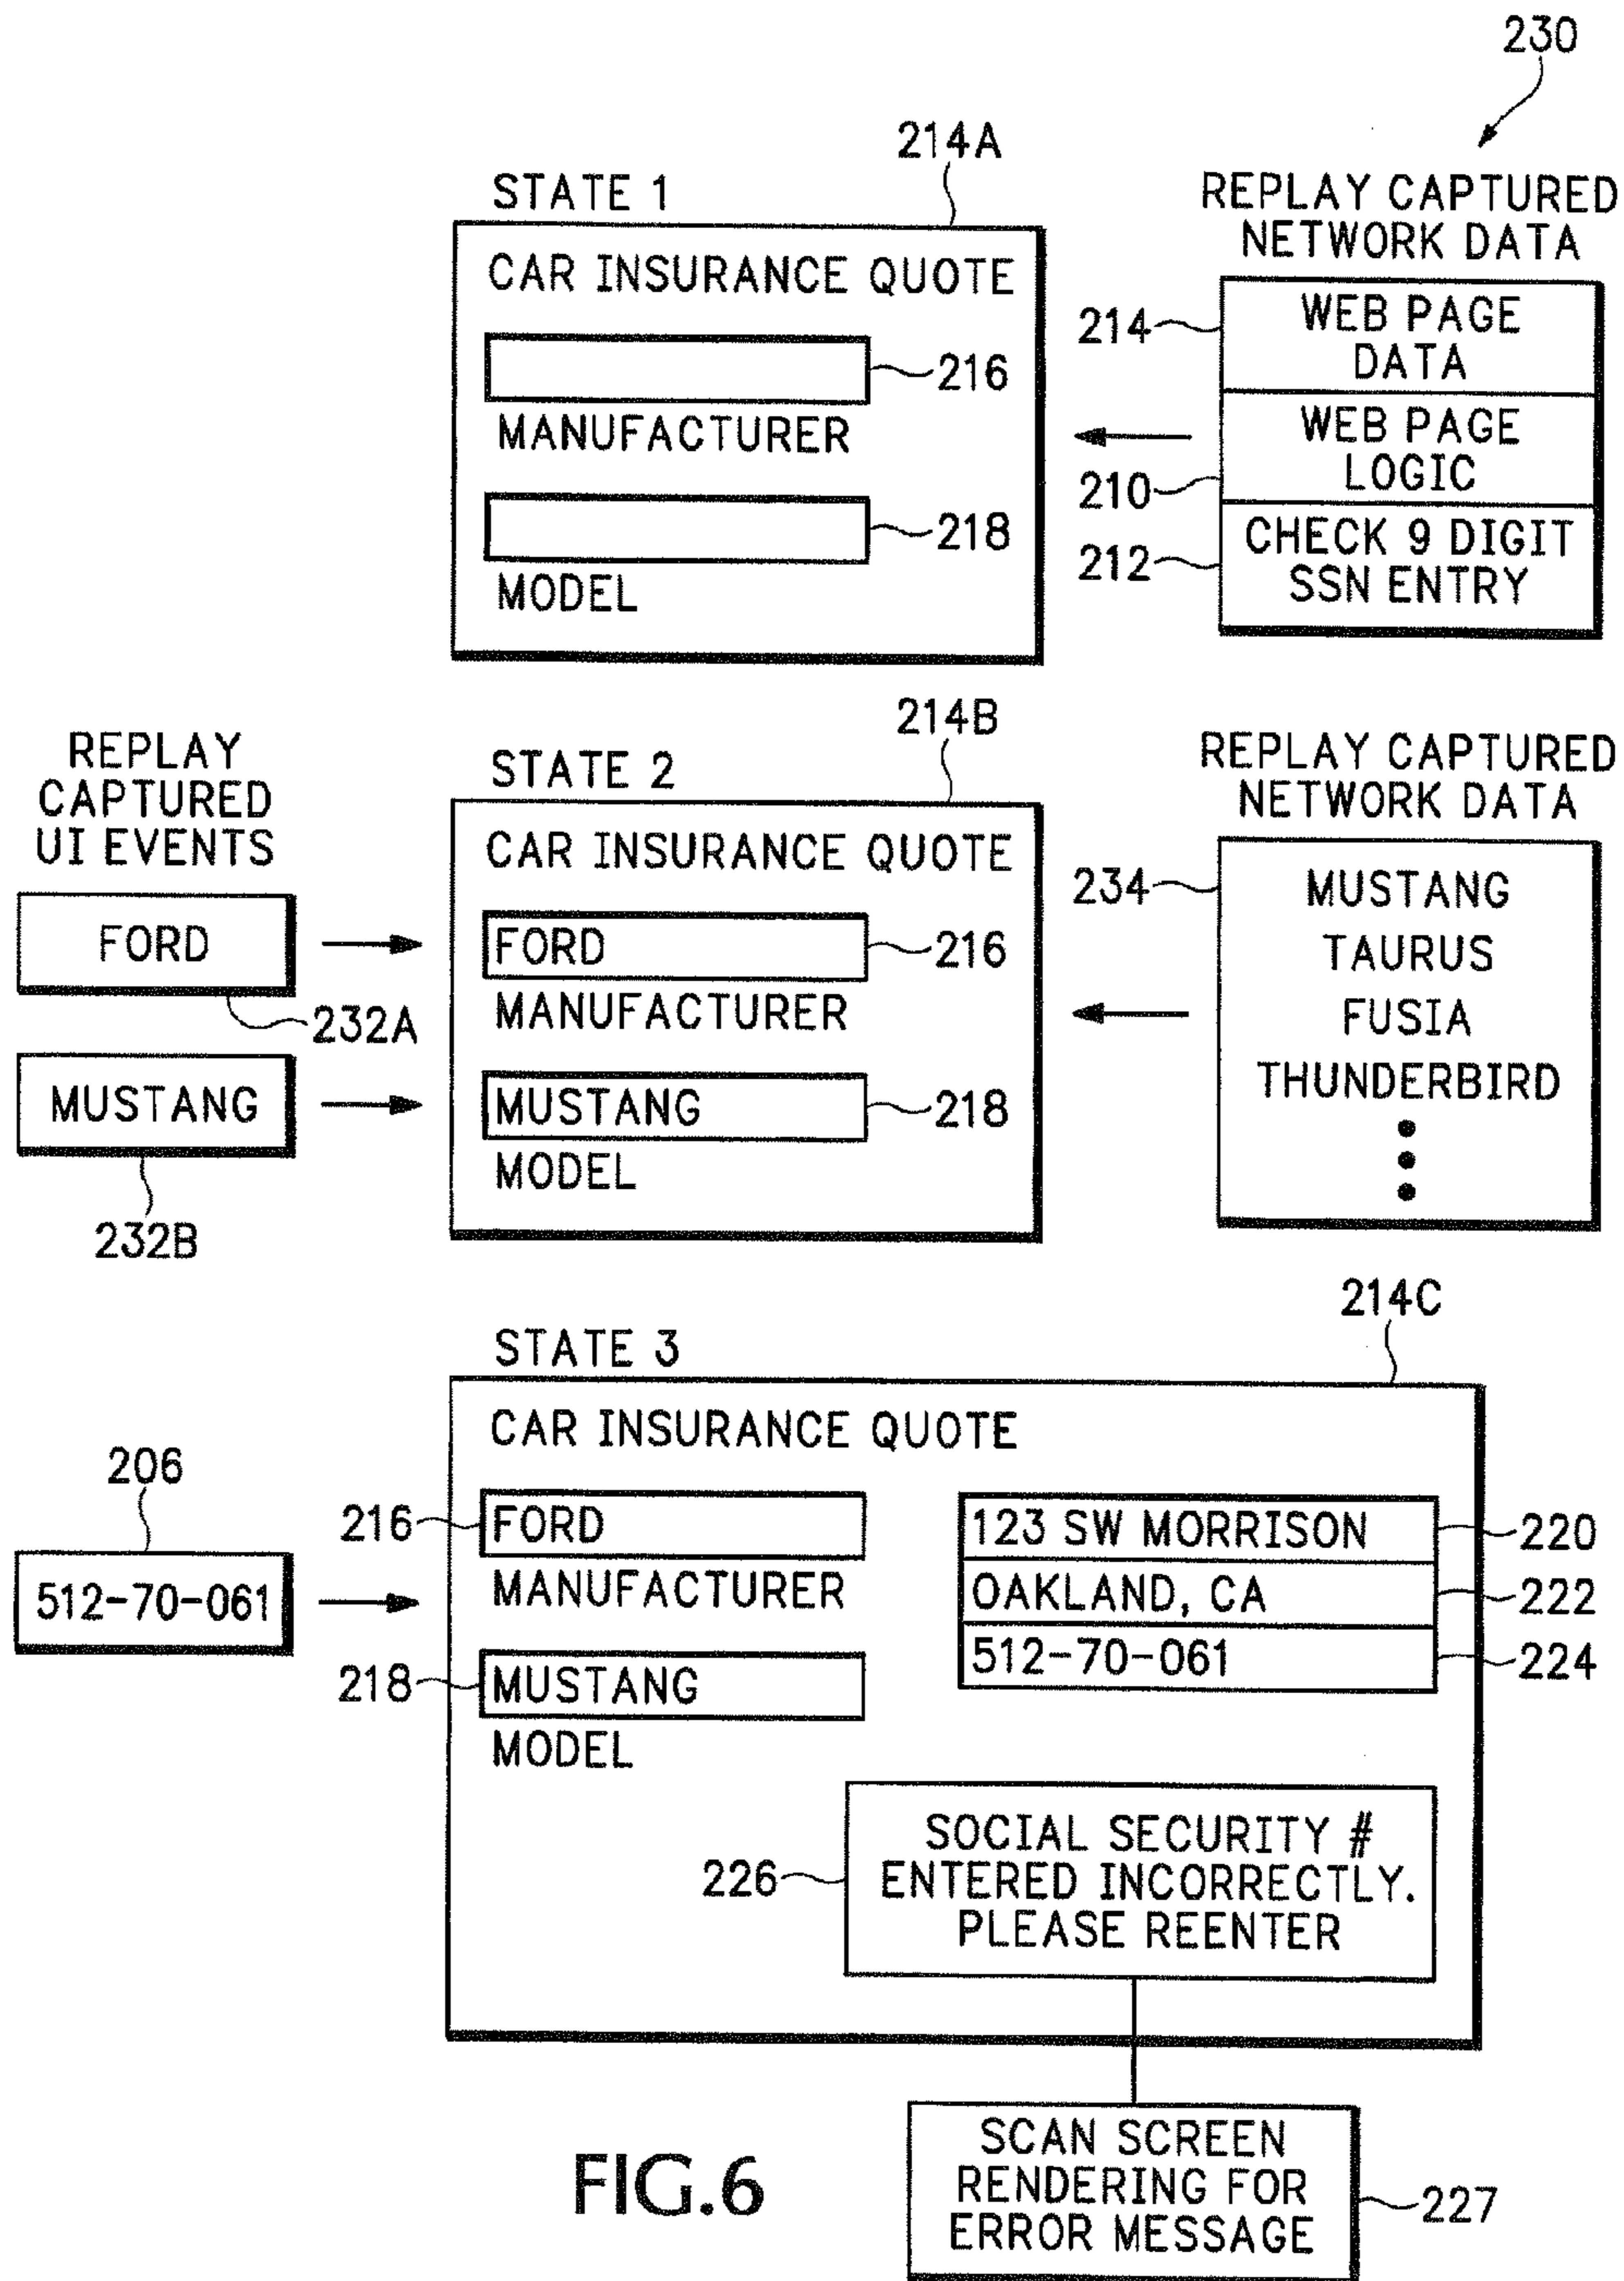 230
214A
STATE 1
REPLAY CAPTURED
NETWORK DATA
CAR INSURANCE QUOTE
216
MANUFACTURER
218
MODEL
214
WEB PAGE
DATA
WEB PAGE
LOGIC
210
CHECK 9 DIGIT
SSN ENTRY
212
REPLAY
CAPTURED
UI EVENTS
FORD
232A
MUSTANG
232B
214B
STATE 2
CAR INSURANCE QUOTE
FORD
216
MANUFACTURER
MUSTANG
218
MODEL
REPLAY CAPTURED
NETWORK DATA
234
MUSTANG
TAURUS
FUSIA
THUNDERBIRD
214C
STATE 3
CAR INSURANCE QUOTE
206
512-70-061
216
FORD
MANUFACTURER
218
MUSTANG
MODEL
123 SW MORRISON
220
OAKLAND, CA
222
512-70-061
224
226
SOCIAL SECURITY #
ENTERED INCORRECTLY.
PLEASE REENTER
SCAN SCREEN
RENDERING FOR
ERROR MESSAGE
227
FIG.6